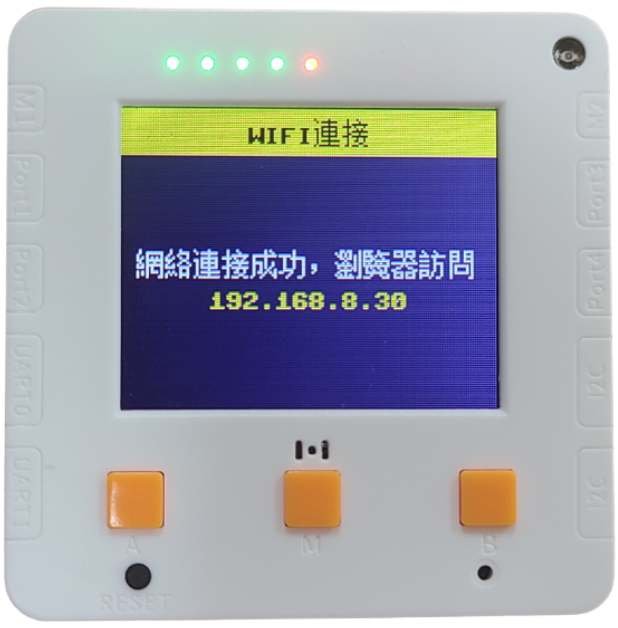 M1
M2
WIFI連接
Port1
Port3
網絡連接成功，瀏覽器訪問
192.168.8.30
Port2
Port4
UART0
I2C
UART1
I2C
A
M
B
RESET